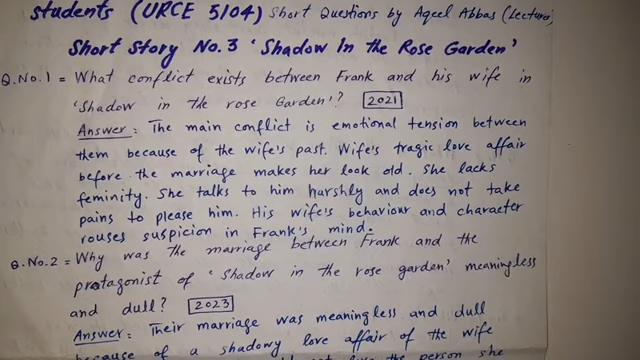 students (URCE 5104) Short Questions by Aqeel Abbas (Lecturer)
Short Story No. 3 'Shadow In the Rose Garden'
Q.No.1 = What conflict exists between Frank and his wife in
'Shadow in the rose Garden'? 2021
Answer: The main conflict is emotional tension between
them because of the wife's past. Wife's tragic love affair
before the marriage makes her look old. She lacks
feminity. She talks to him harshly and does not take
pains to please him. His wife's behaviour and character
rouses suspicion in Frank's mind.
Q.No.2 = Why was the marriage between Frank and the
protagonist of 'Shadow in the rose garden' meaningless
and dull? 2023
Answer: Their marriage was meaningless and dull
because of a shadowy love affair of the wife
the person she